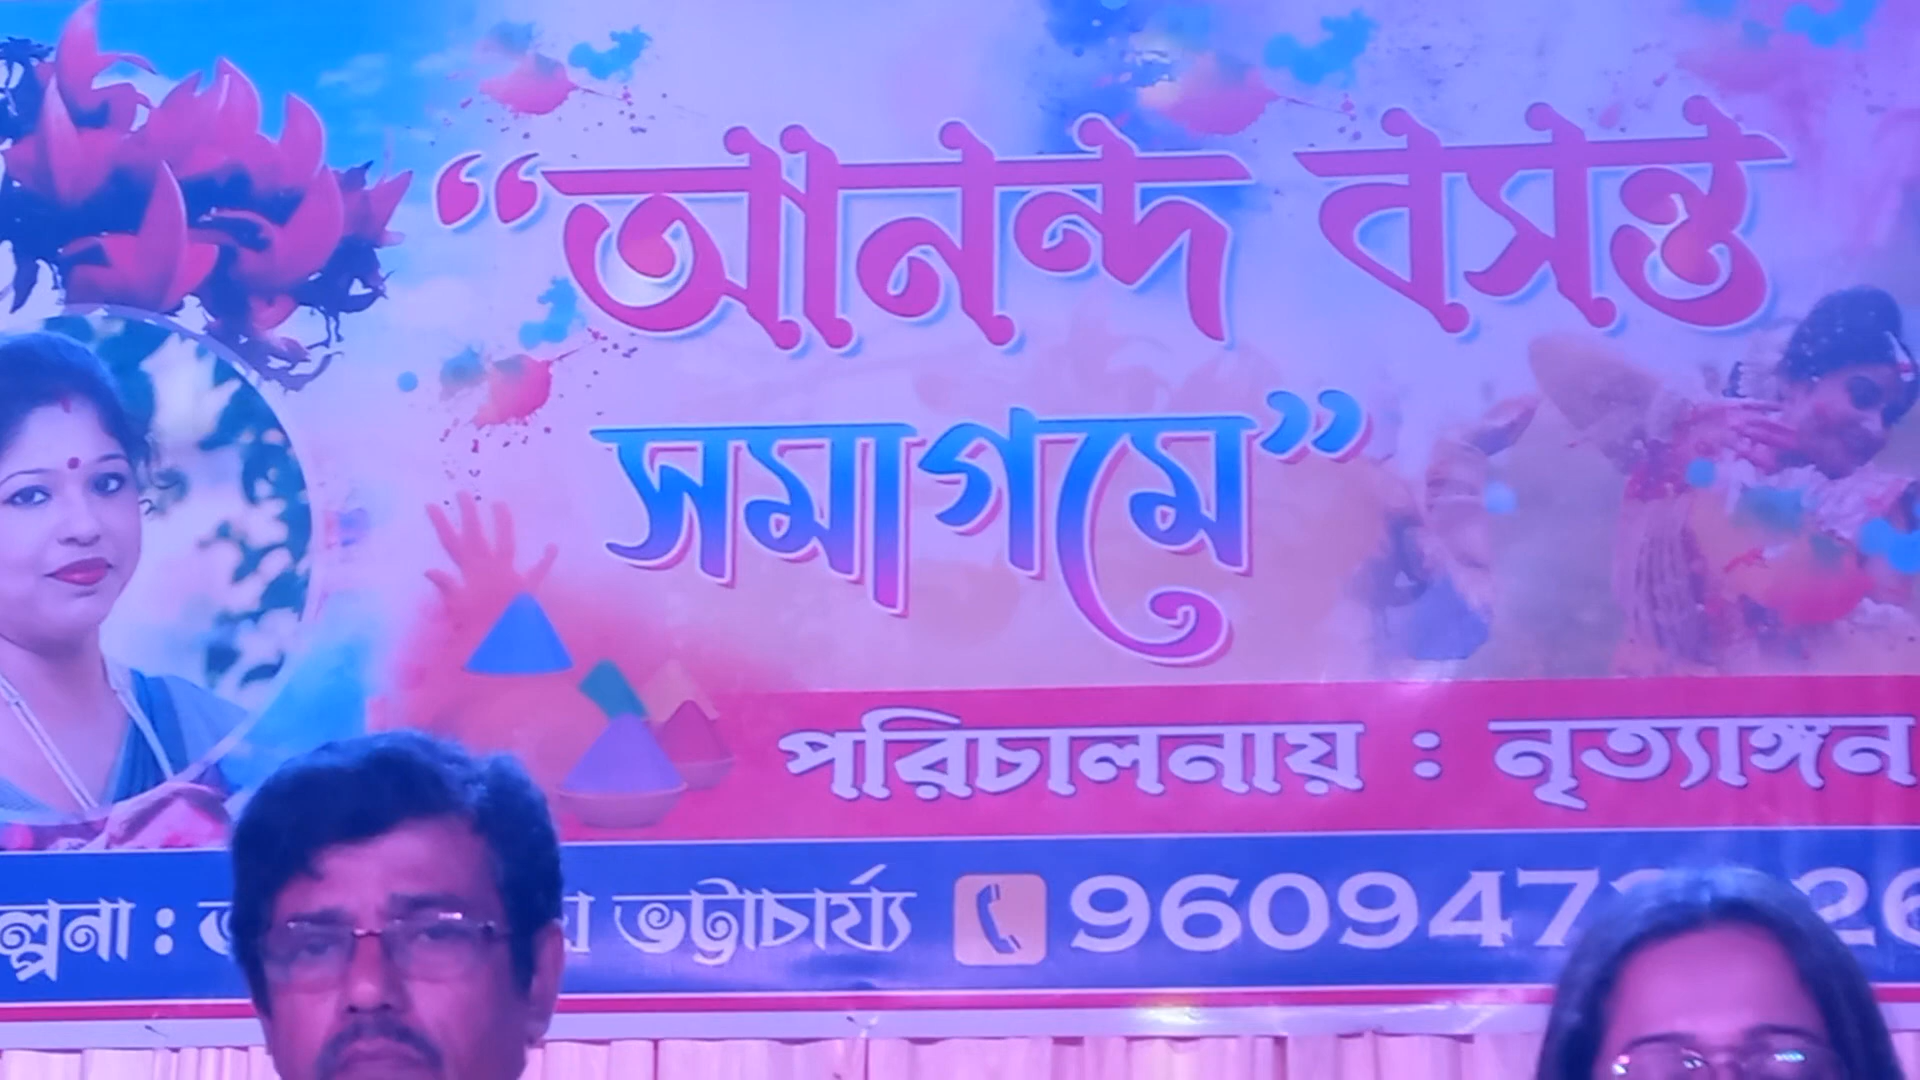 “আনন্দ বসন্ত
সমাগমে”
পরিচালনায় : নৃত্যাঙ্গন
ভট্টাচার্য্য 960947